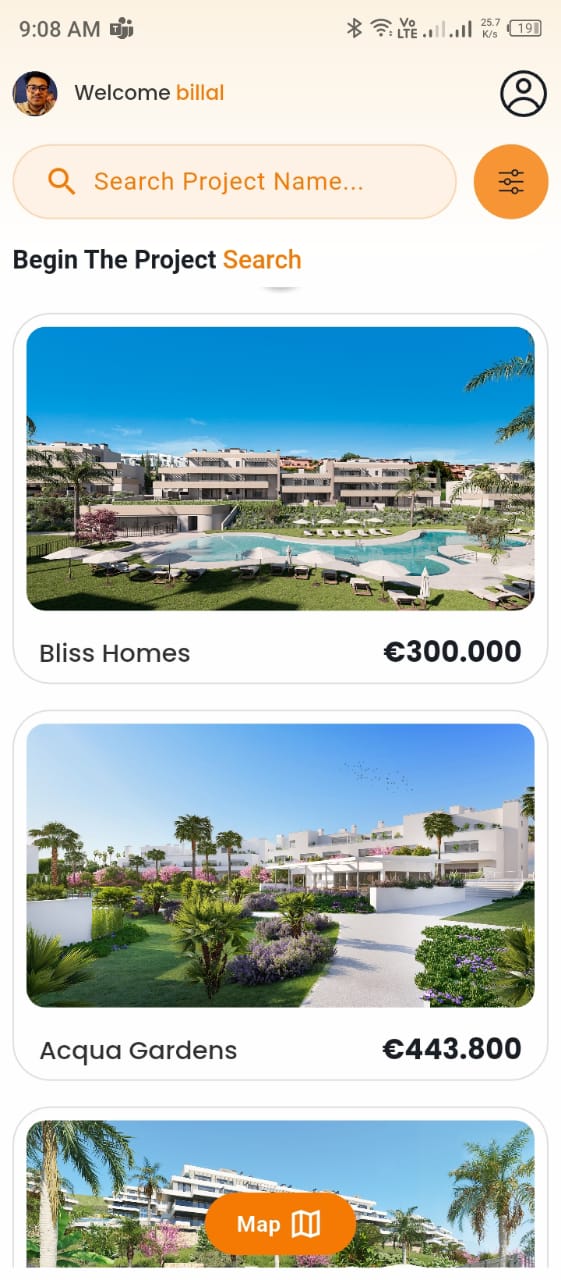 9:08 AM
Vo
LTE
25.7
K/s
19
Welcome billal
Search Project Name...
Begin The Project Search
Bliss Homes
€300.000
Acqua Gardens
€443.800
Map